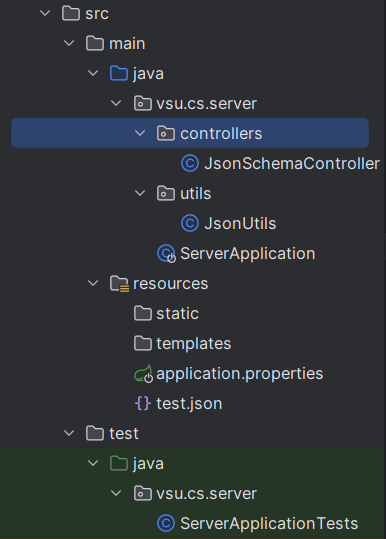 src
main
java
vsu.cs.server
controllers
JsonSchemaController
utils
JsonUtils
ServerApplication
resources
static
templates
application.properties
test.json
test
java
vsu.cs.server
ServerApplicationTests